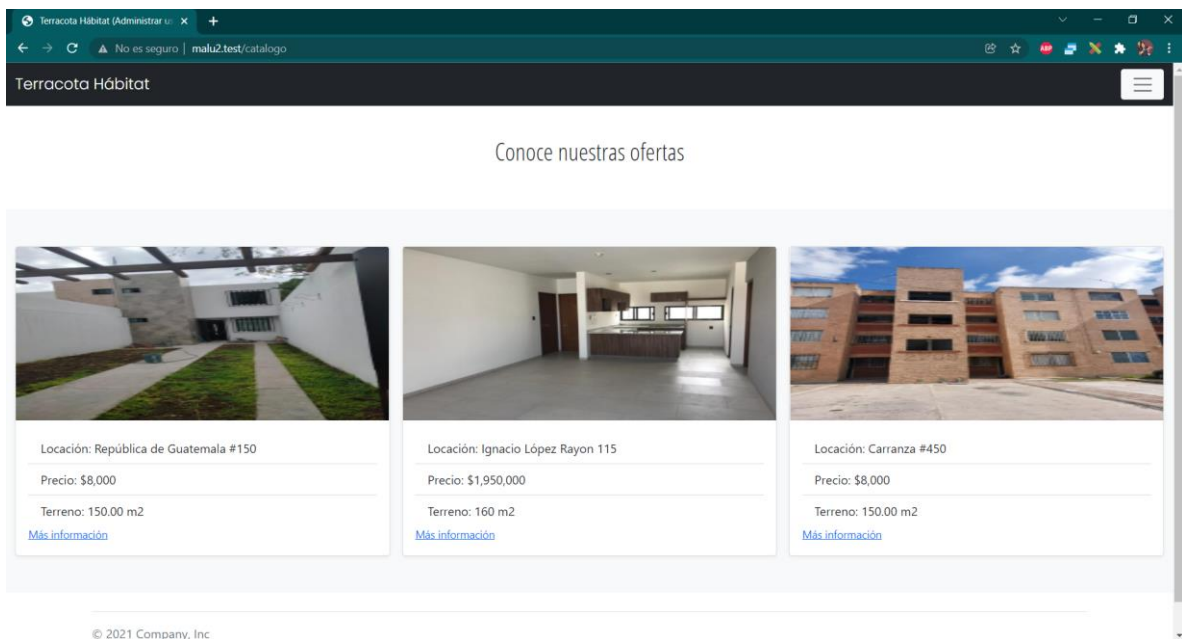 Terracota Hábitat (Administrar u
No es seguro | malu2.test/catalogo
ABP
Terracota Hábitat
Conoce nuestras ofertas
Locación: República de Guatemala #150
Precio: $8,000
Terreno: 150.00 m2
Más información
Locación: Ignacio López Rayon 115
Precio: $1,950,000
Terreno: 160 m2
Más información
Locación: Carranza #450
Precio: $8,000
Terreno: 150.00 m2
Más información
© 2021 Company, Inc